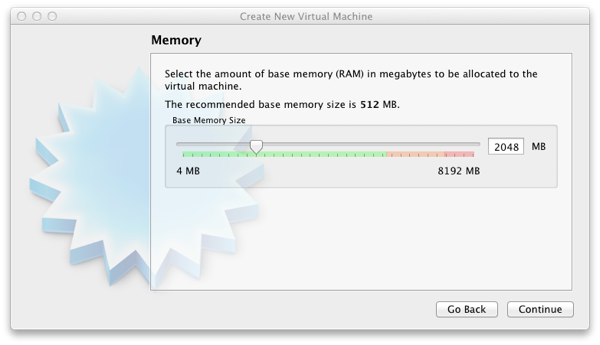 Create New Virtual Machine
Memory
Select the amount of base memory (RAM) in megabytes to be allocated to the
virtual machine.
The recommended base memory size is 512 MB.
Base Memory Size
2048 MB
4 MB 8192 MB
Go Back Continue